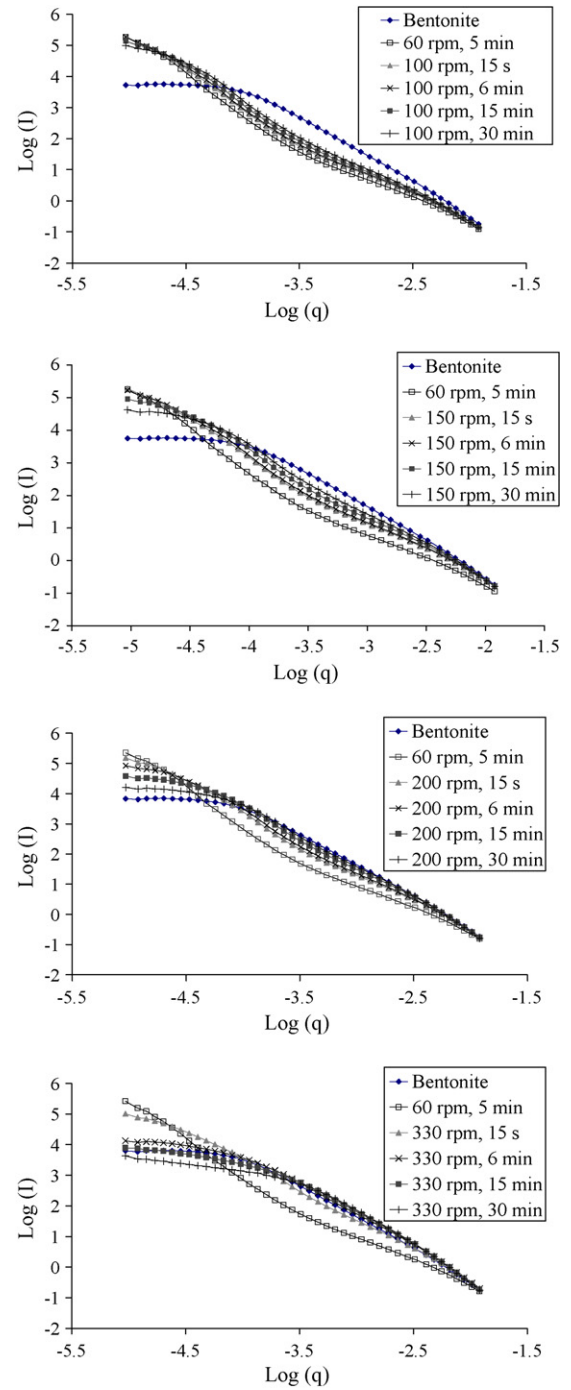 6
5
4
3
2
1
0
-1
-2
Log (I)
-5.5
-4.5
-3.5
-2.5
-1.5
Log (q)
Bentonite
60 rpm, 5 min
100 rpm, 15 s
100 rpm, 6 min
100 rpm, 15 min
100 rpm, 30 min
6
5
4
3
2
1
0
-1
-2
Log (I)
-5.5
-5
-4.5
-4
-3.5
-3
-2.5
-2
-1.5
Log (q)
Bentonite
60 rpm, 5 min
150 rpm, 15 s
150 rpm, 6 min
150 rpm, 15 min
150 rpm, 30 min
6
5
4
3
2
1
0
-1
-2
Log (I)
-5.5
-4.5
-3.5
-2.5
-1.5
Log (q)
Bentonite
60 rpm, 5 min
200 rpm, 15 s
200 rpm, 6 min
200 rpm, 15 min
200 rpm, 30 min
6
5
4
3
2
1
0
-1
-2
Log (I)
-5.5
-4.5
-3.5
-2.5
-1.5
Log (q)
Bentonite
60 rpm, 5 min
330 rpm, 15 s
330 rpm, 6 min
330 rpm, 15 min
330 rpm, 30 min